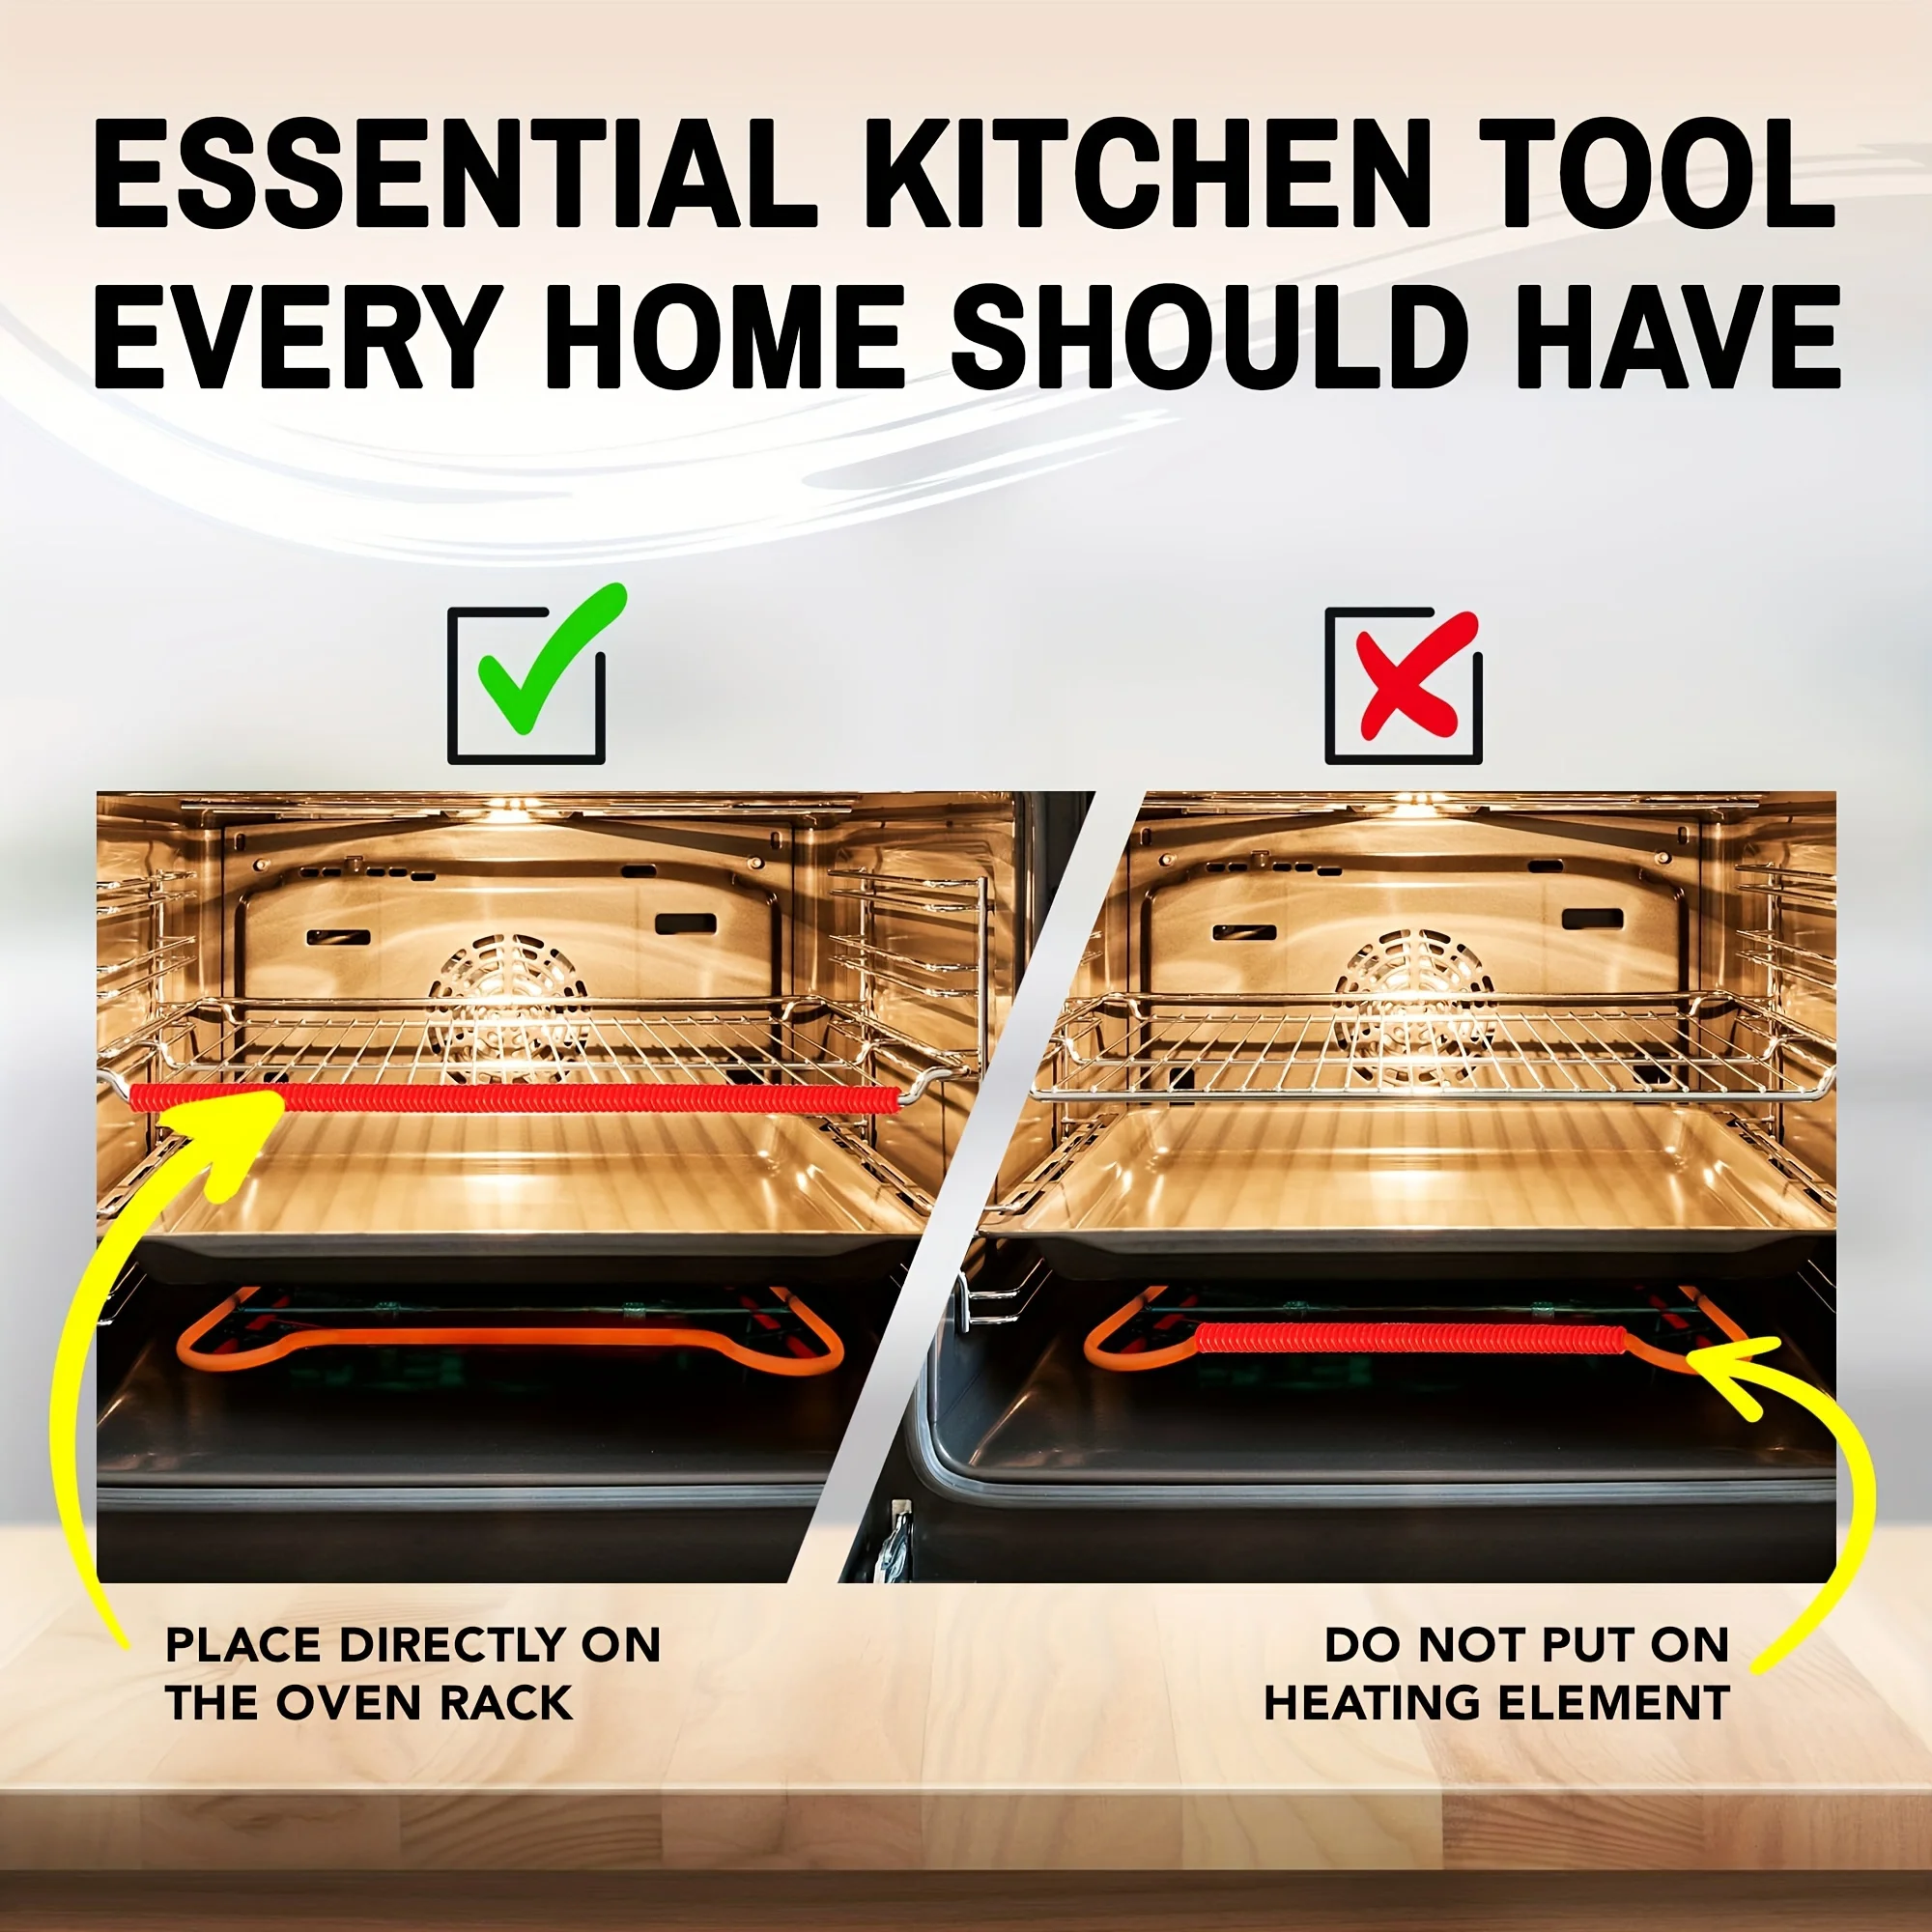 ESSENTIAL KITCHEN TOOL
EVERY HOME SHOULD HAVE
PLACE DIRECTLY ON
THE OVEN RACK
DO NOT PUT ON
HEATING ELEMENT